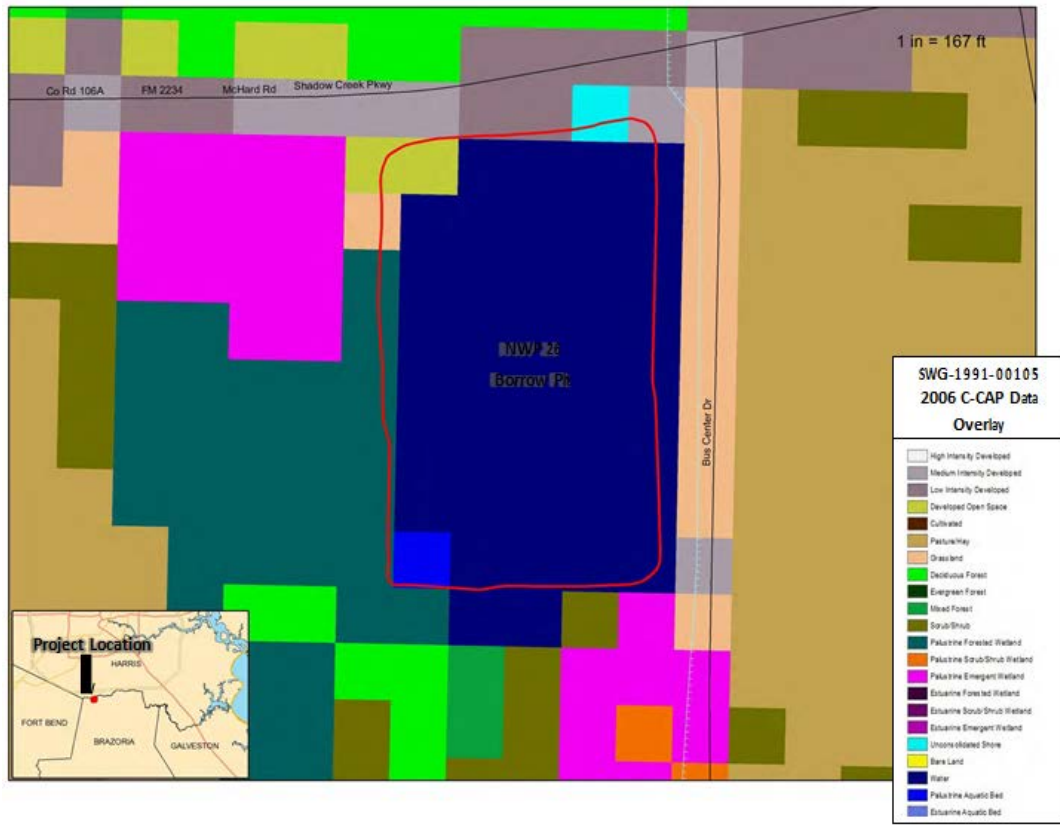 1 in = 167 ft
Co Rd 106A FM 2234 McHard Rd Shadow Creek Pkwy
NWP 26
Borrow Pit
Bus Center Dr
SWG-1991-00105
2006 C-CAP Data
Overlay
High Intensity Developed
Medium Intensity Developed
Low Intensity Developed
Developed Open Space
Cultivated
Pasture/Hay
Grassland
Deciduous Forest
Evergreen Forest
Mixed Forest
Scrub/Shrub
Palustrine Forested Wetland
Palustrine Scrub/Shrub Wetland
Palustrine Emergent Wetland
Estuarine Forested Wetland
Estuarine Scrub/Shrub Wetland
Estuarine Emergent Wetland
Unconsolidated Shore
Bare Land
Water
Palustrine Aquatic Bed
Estuarine Aquatic Bed
Project Location
HARRIS
FORT BEND
BRAZORIA
GALVESTON